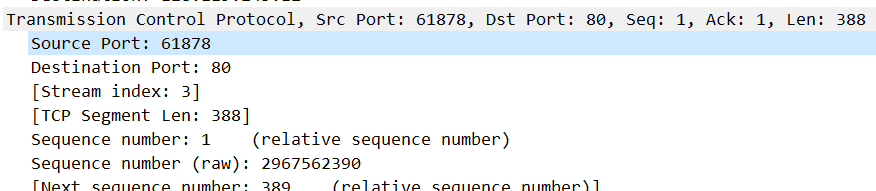 Transmission Control Protocol, Src Port: 61878, Dst Port: 80, Seq: 1, Ack: 1, Len: 388
Source Port: 61878
Destination Port: 80
[Stream index: 3]
[TCP Segment Len: 388]
Sequence number: 1    (relative sequence number)
Sequence number (raw): 2967562390
[Next sequence number: 389    (relative sequence number)]